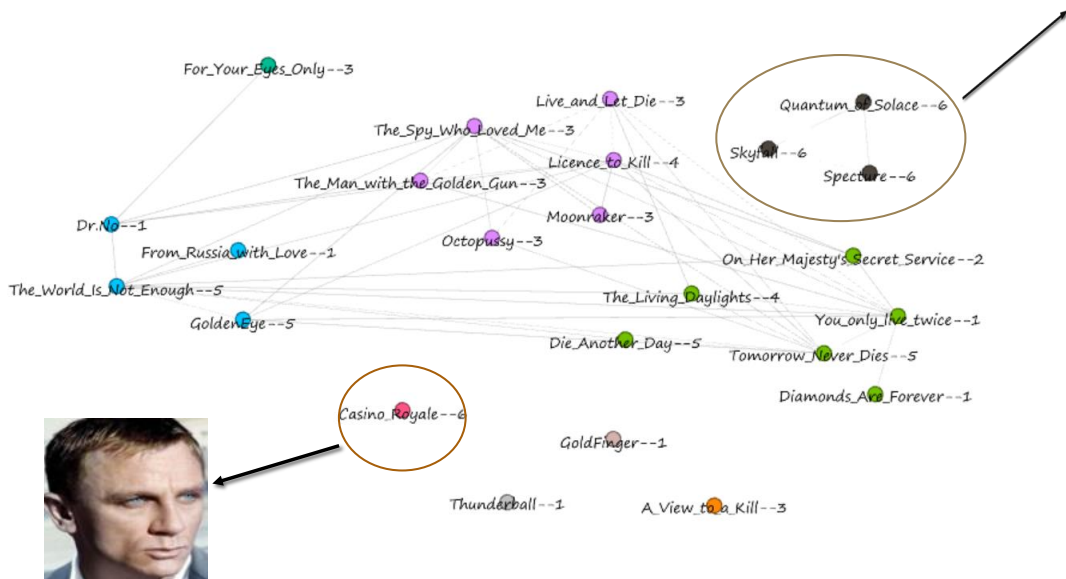 For_Your_Eyes_Only--3
Live_and_Let_Die--3
Quantum_of_Solace--6
The_Spy_Who_Loved_Me--3
Skyfall--6
Licence_to_Kill--4
Specture--6
The_Man_with_the_Golden_Gun--3
Moonraker--3
Dr.No--1
Octopussy--3
From_Russia_with_Love--1
On_Her_Majesty's_Secret_Service--2
The_World_Is_Not_Enough--5
The_Living_Daylights--4
GoldenEye--5
You_only_live_twice--1
Die_Another_Day--5
Tomorrow_Never_Dies--5
Diamonds_Are_Forever--1
Casino_Royale--6
GoldFinger--1
Thunderball--1
A_View_to_a_Kill--3